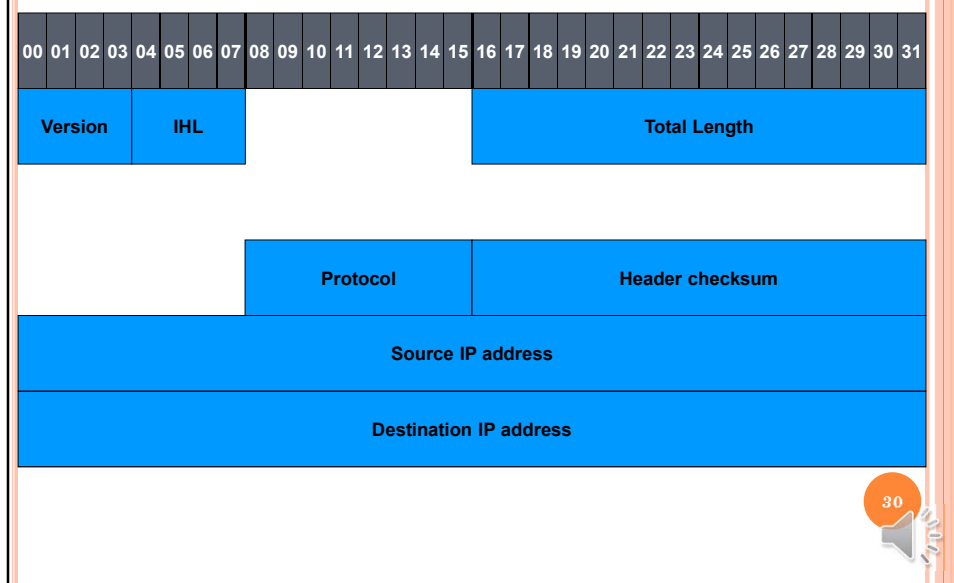 00 01 02 03 04 05 06 07 08 09 10 11 12 13 14 15 16 17 18 19 20 21 22 23 24 25 26 27 28 29 30 31
Version IHL Total Length
Protocol Header checksum
Source IP address
Destination IP address
30